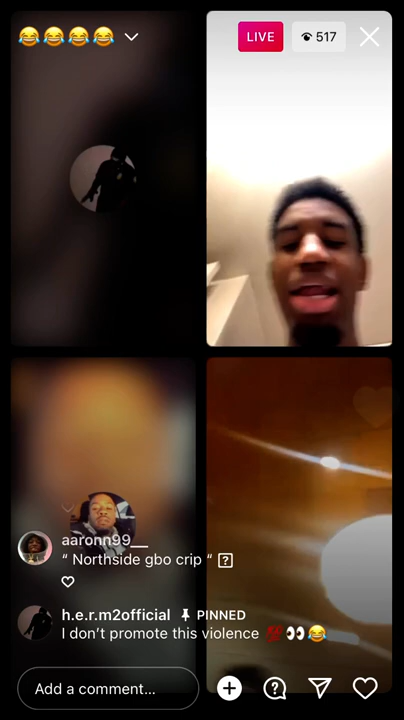 😂😂😂😂
LIVE 517
aaronn99__
“ Northside gbo crip “ ⍰
h.e.r.m2official PINNED
I don’t promote this violence 💯👀😂
Add a comment...